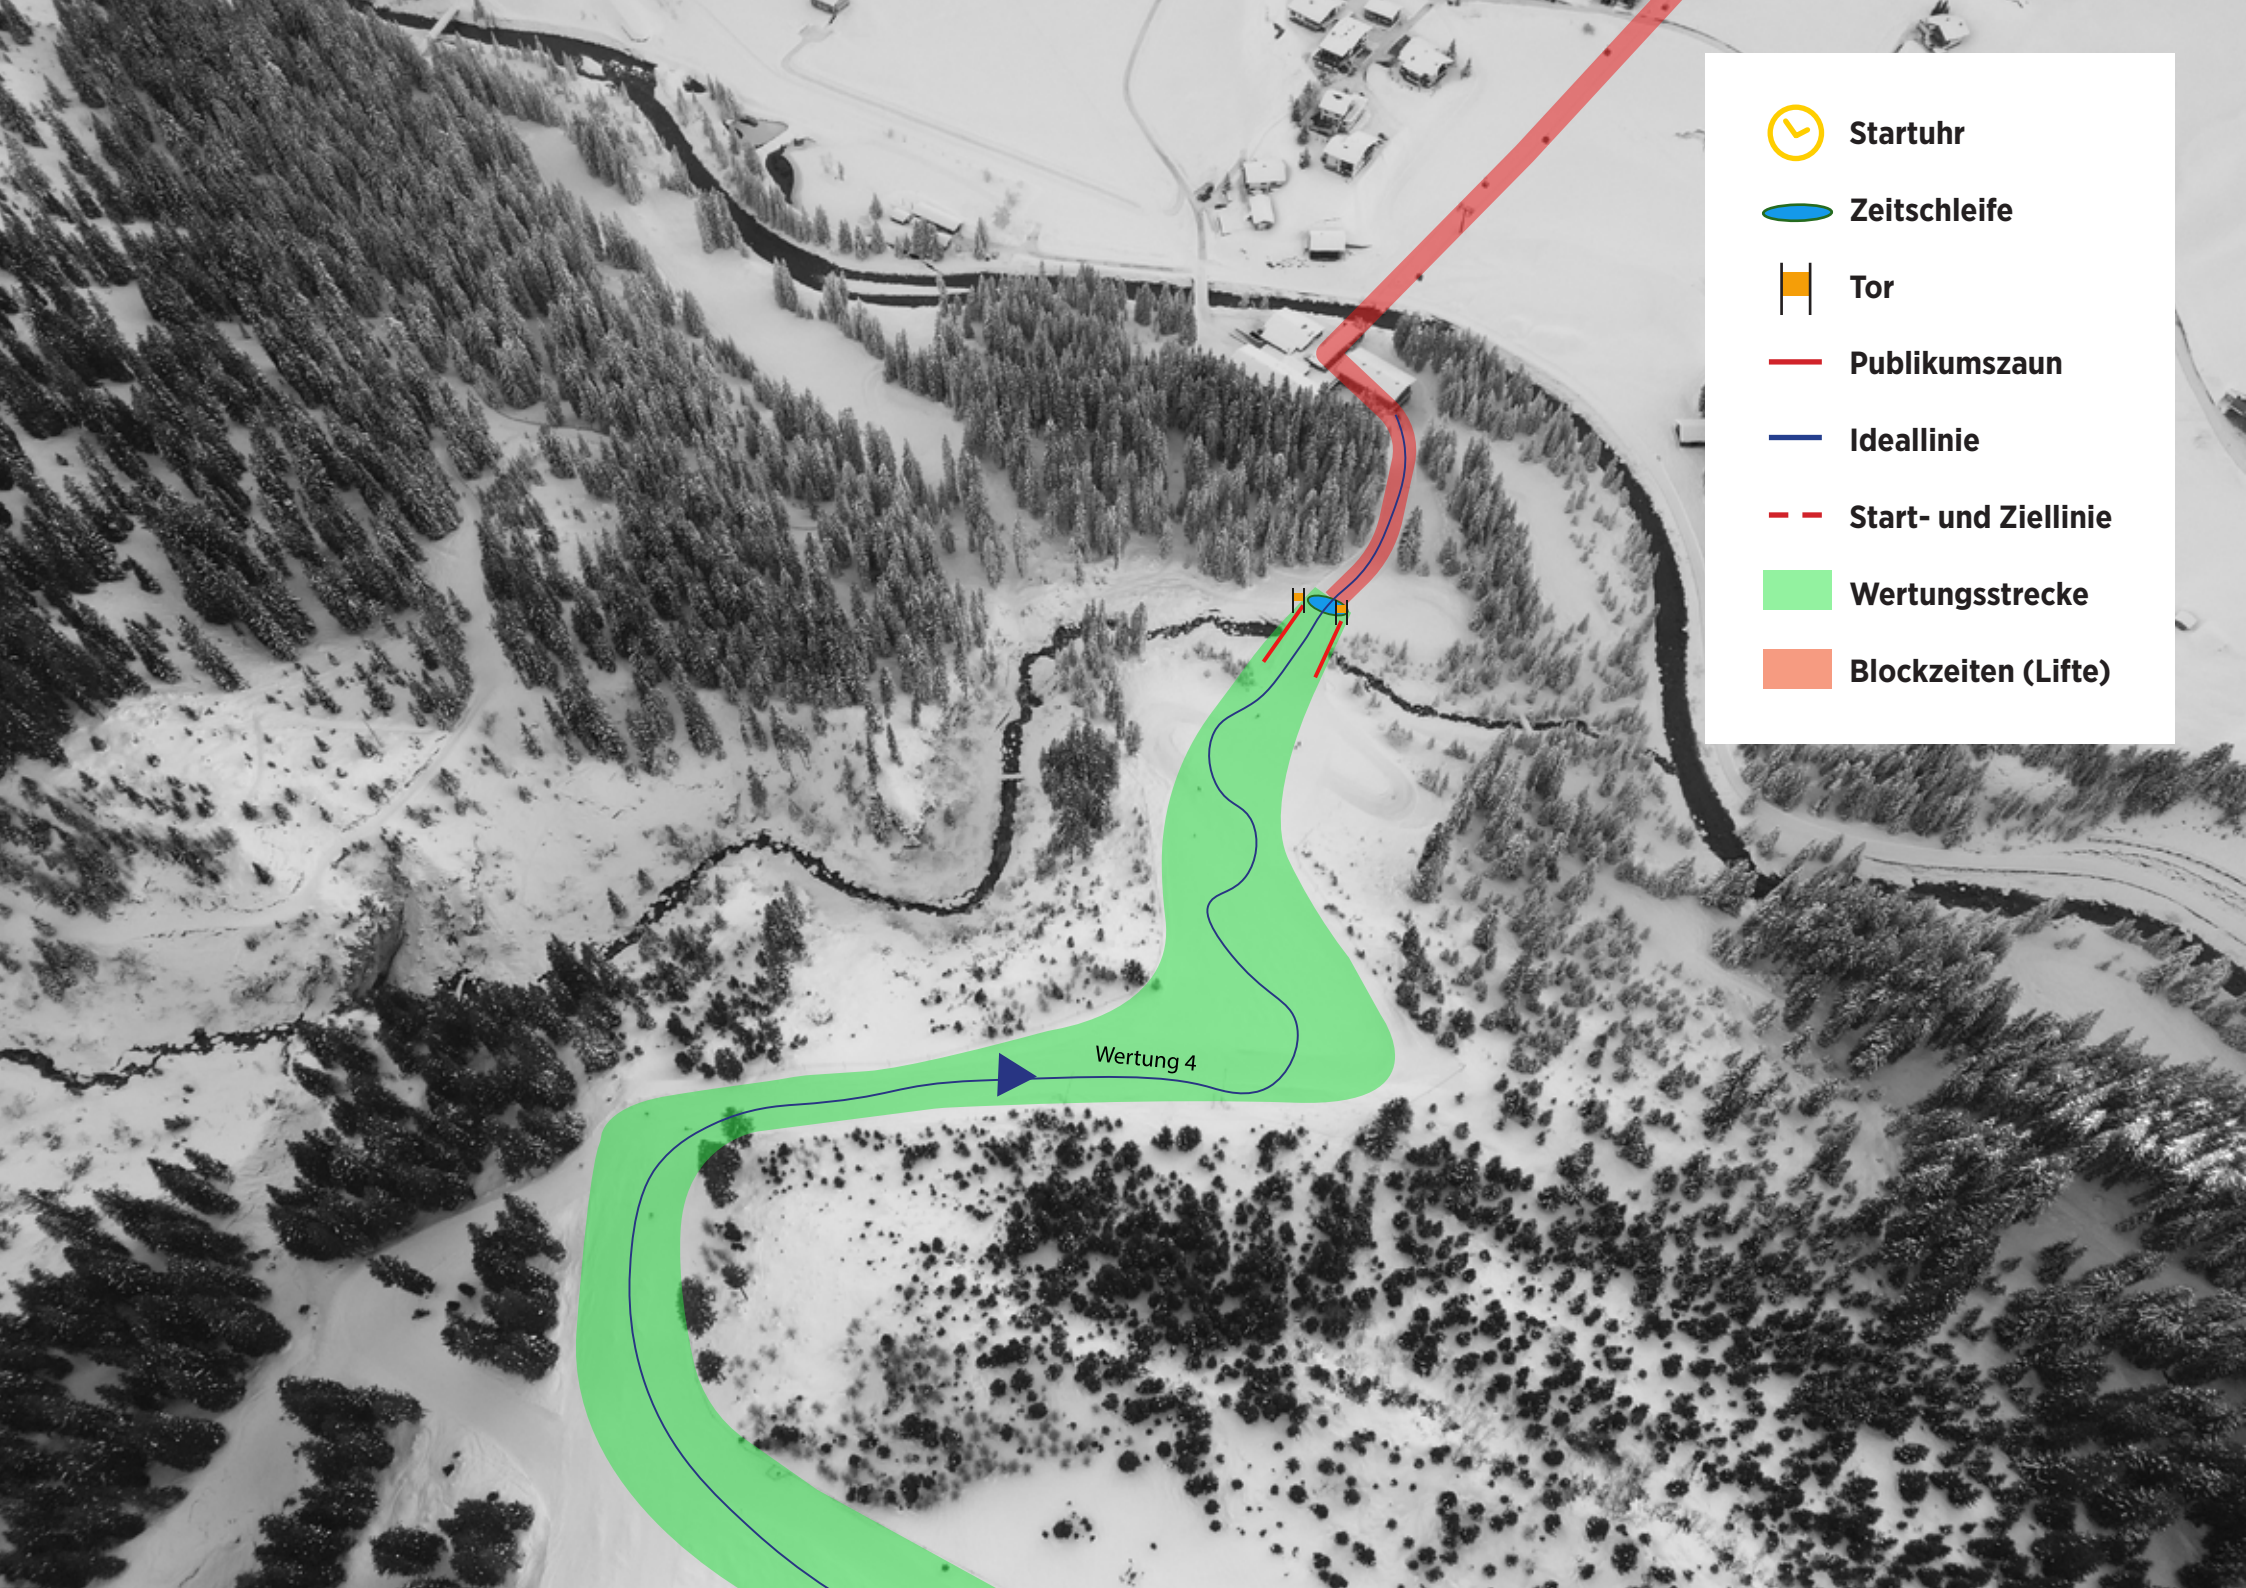 Startuhr
Zeitschleife
Tor
Publikumszaun
Ideallinie
Start- und Ziellinie
Wertungsstrecke
Blockzeiten (Lifte)
Wertung 4